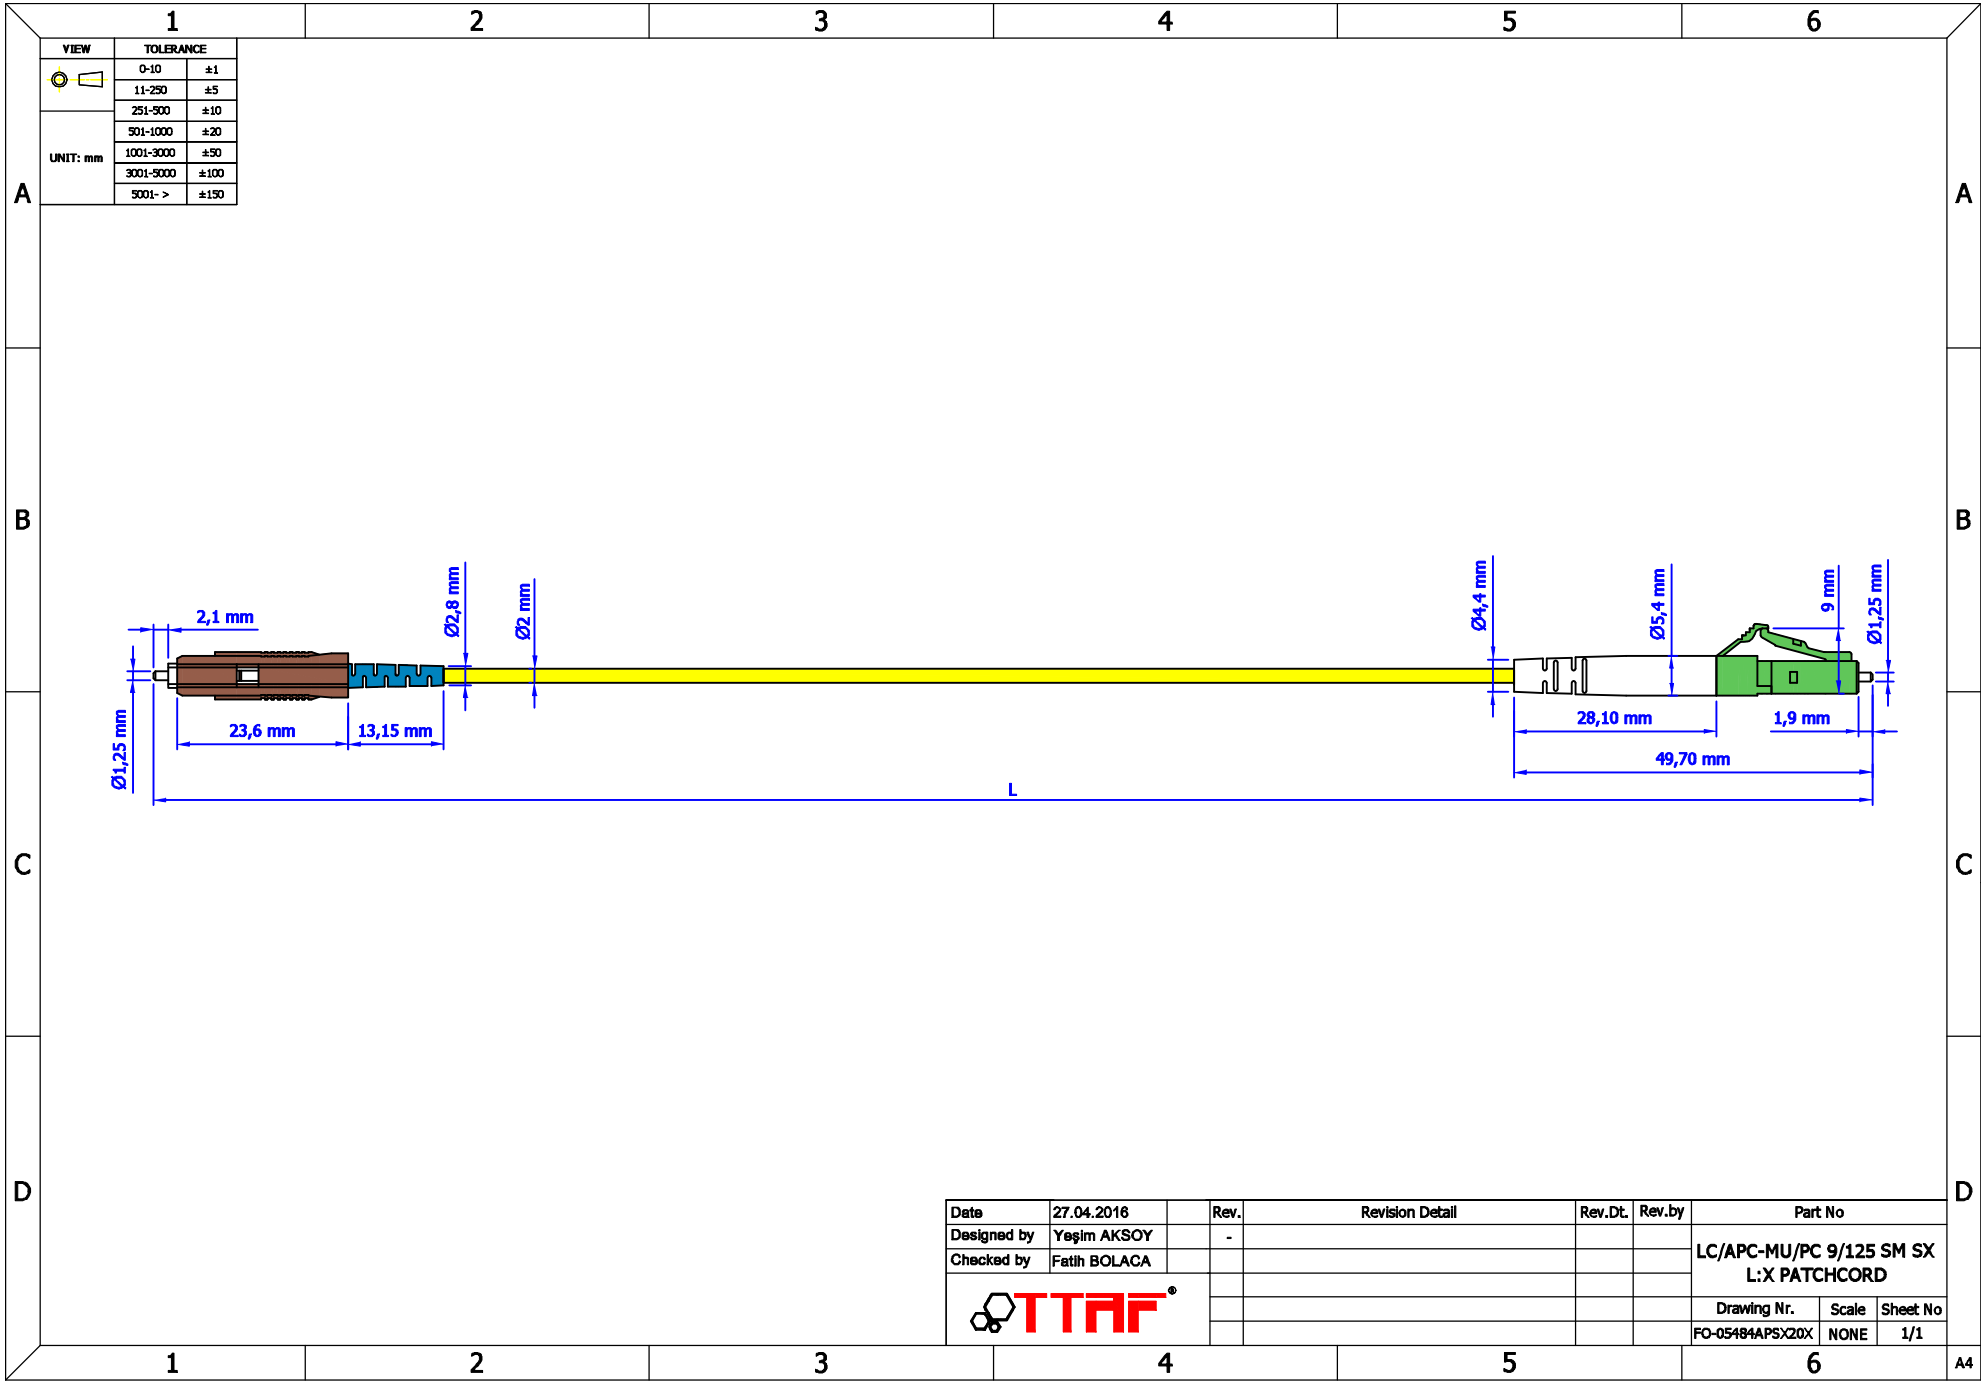 1 2 3 4 5 6
VIEW TOLERANCE
0-10 ±1
11-250 ±5
251-500 ±10
501-1000 ±20
1001-3000 ±50
3001-5000 ±100
5001- > ±150
UNIT: mm
A A
B B
2,1 mm
Ø2,8 mm
Ø2 mm
Ø4,4 mm
Ø5,4 mm
9 mm
Ø1,25 mm
Ø1,25 mm
23,6 mm
13,15 mm
28,10 mm
1,9 mm
49,70 mm
L
C C
D D
Date 27.04.2016 Rev. Revision Detail Rev.Dt. Rev.by Part No
Designed by Yeşim AKSOY -
Checked by Fatih BOLACA
LC/APC-MU/PC 9/125 SM SX
L:X PATCHCORD
TTAF ®
Drawing Nr. Scale Sheet No
FO-05484APSX20X NONE 1/1
1 2 3 4 5 6 A4